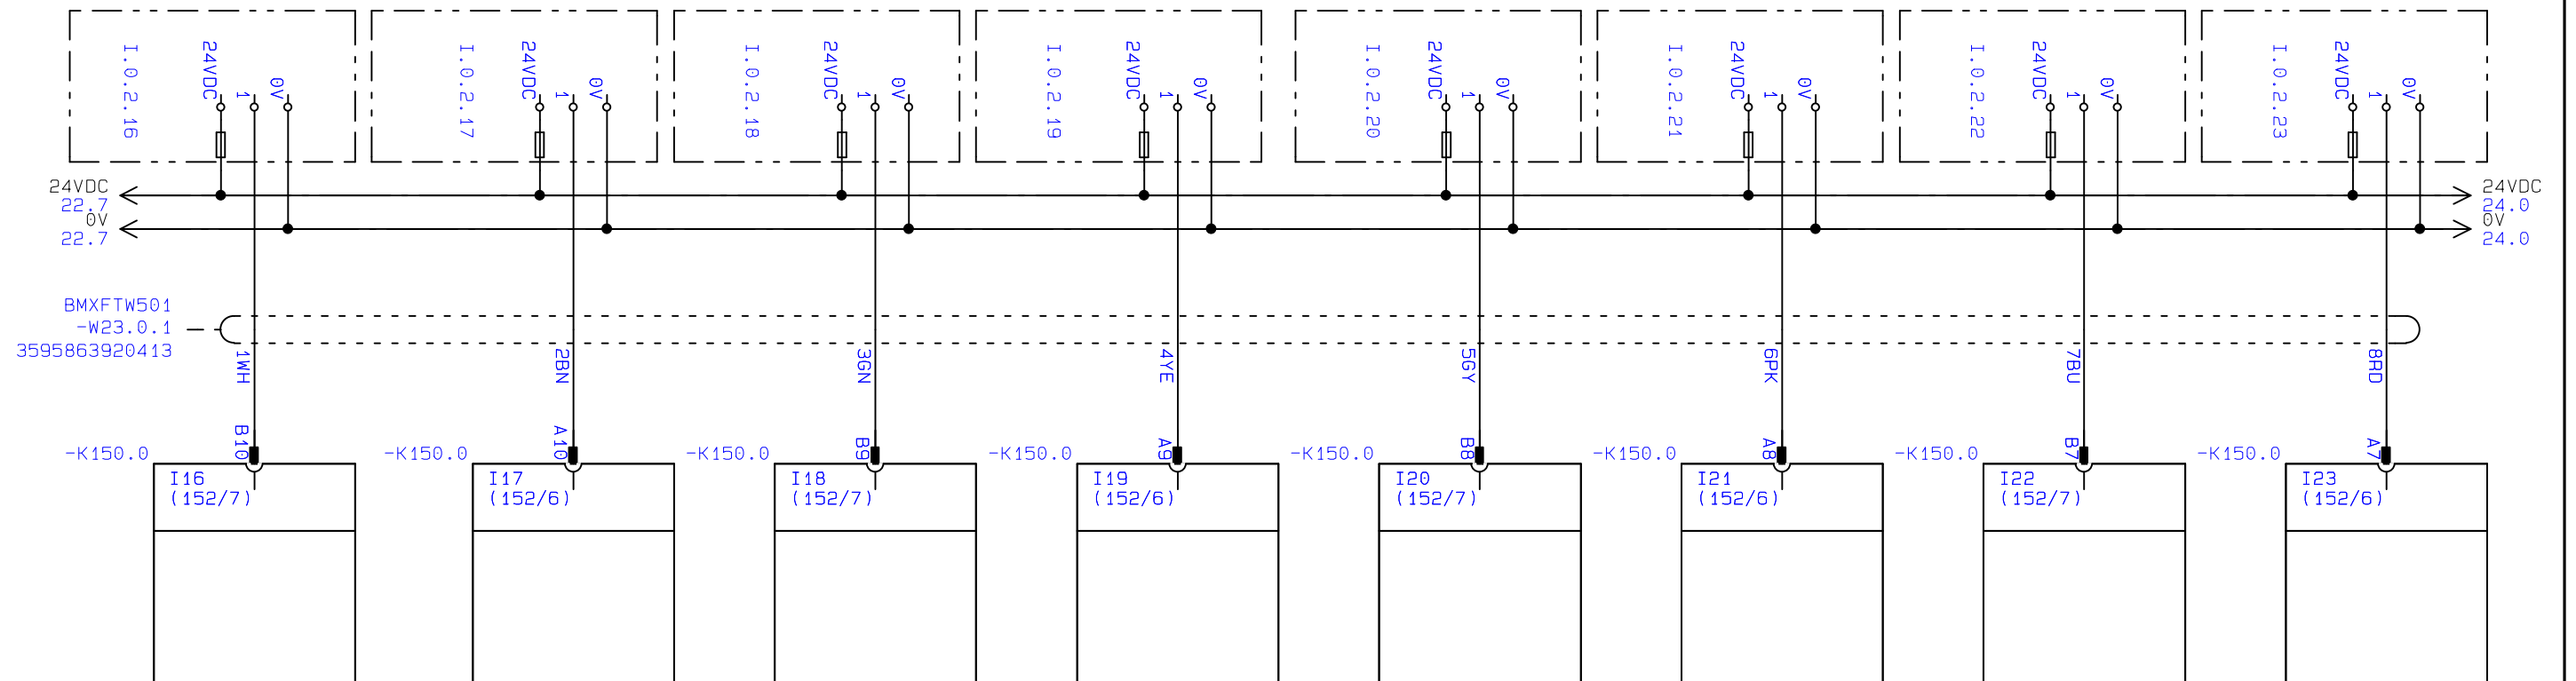 I.0.2.16
24VDC
1
0V
I.0.2.17
24VDC
1
0V
I.0.2.18
24VDC
1
0V
I.0.2.19
24VDC
1
0V
I.0.2.20
24VDC
1
0V
I.0.2.21
24VDC
1
0V
I.0.2.22
24VDC
1
0V
I.0.2.23
24VDC
1
0V
24VDC
22.7
0V
22.7
24VDC
24.0
0V
24.0
BMXFTW501
-W23.0.1
3595863920413
1WH
2BN
3GN
4YE
5GY
6PK
7BU
8RD
-K150.0
B10
-K150.0
A10
-K150.0
B9
-K150.0
A9
-K150.0
B8
-K150.0
A8
-K150.0
B7
-K150.0
A7
I16
(152/7)
I17
(152/6)
I18
(152/7)
I19
(152/6)
I20
(152/7)
I21
(152/6)
I22
(152/7)
I23
(152/6)